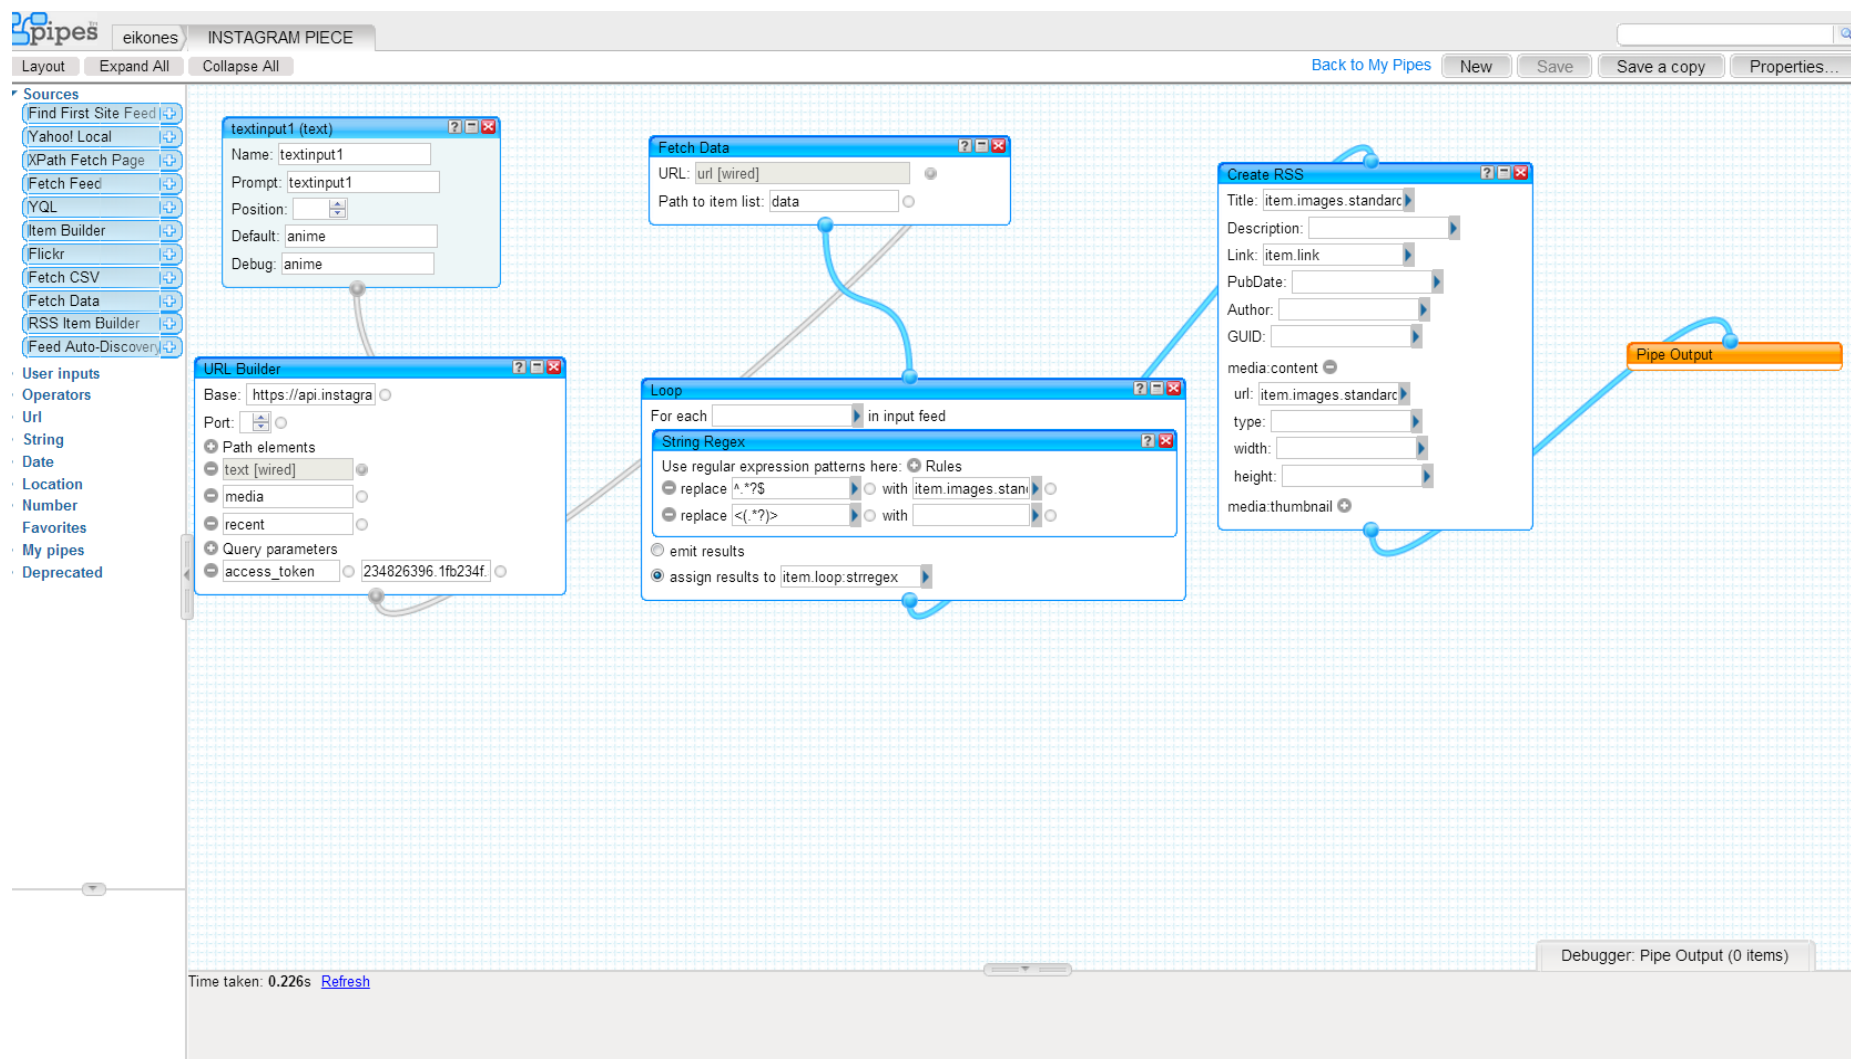 pipes
eikones
INSTAGRAM PIECE
Layout
Expand All
Collapse All
Back to My Pipes
New
Save
Save a copy
Properties...
Sources
Find First Site Feed
Yahoo! Local
XPath Fetch Page
Fetch Feed
YQL
Item Builder
Flickr
Fetch CSV
Fetch Data
RSS Item Builder
Feed Auto-Discovery
User inputs
Operators
Url
String
Date
Location
Number
Favorites
My pipes
Deprecated
textinput1 (text)
Name: textinput1
Prompt: textinput1
Position:
Default: anime
Debug: anime
URL Builder
Base: https://api.instagra
Port:
Path elements
text [wired]
media
recent
Query parameters
access_token 234826396.1fb234f.
Fetch Data
URL: url [wired]
Path to item list: data
Loop
For each in input feed
String Regex
Use regular expression patterns here: Rules
replace ^.*?$ with item.images.stan
replace <(.*?)> with
emit results
assign results to item.loop:strregex
Create RSS
Title: item.images.standard
Description:
Link: item.link
PubDate:
Author:
GUID:
media:content
url: item.images.standard
type:
width:
height:
media:thumbnail
Pipe Output
Debugger: Pipe Output (0 items)
Time taken: 0.226s Refresh